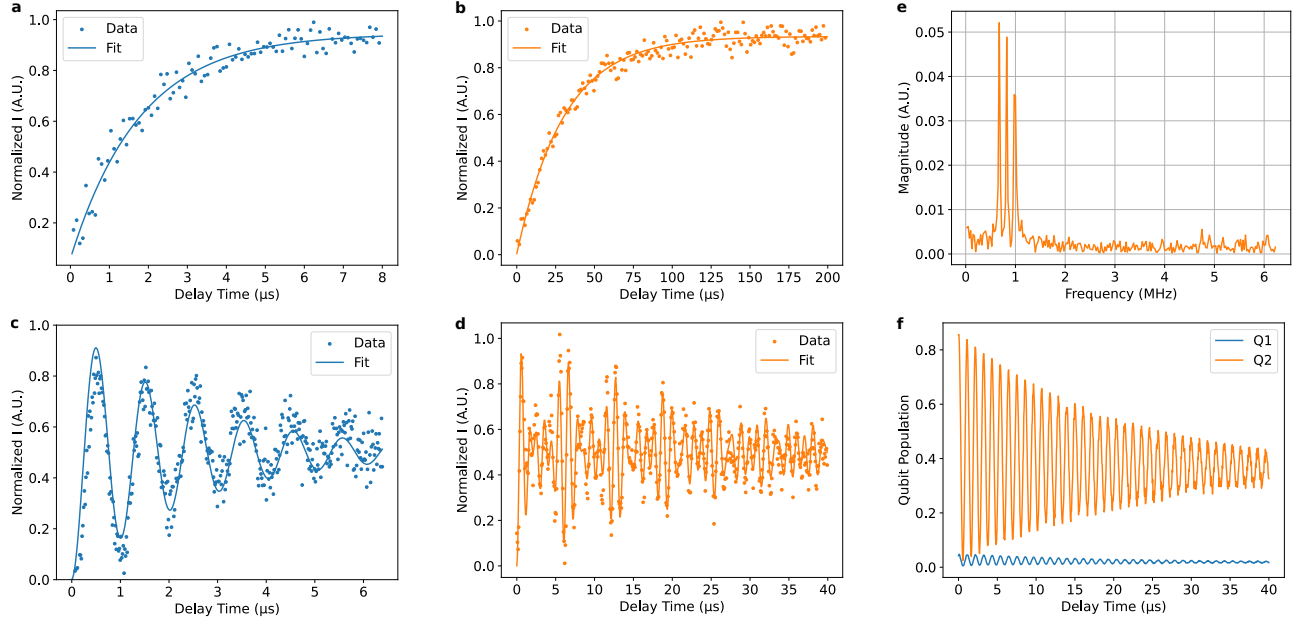 a
Data
Fit
Normalized I (A.U.)
0.2
0.4
0.6
0.8
1.0
0 1 2 3 4 5 6 7 8
Delay Time (μs)
b
Data
Fit
Normalized I (A.U.)
0.0
0.2
0.4
0.6
0.8
1.0
0 25 50 75 100 125 150 175 200
Delay Time (μs)
e
Magnitude (A.U.)
0.00
0.01
0.02
0.03
0.04
0.05
0 1 2 3 4 5 6
Frequency (MHz)
c
Data
Fit
Normalized I (A.U.)
0.0
0.2
0.4
0.6
0.8
1.0
0 1 2 3 4 5 6
Delay Time (μs)
d
Data
Fit
Normalized I (A.U.)
0.0
0.2
0.4
0.6
0.8
1.0
0 5 10 15 20 25 30 35 40
Delay Time (μs)
f
Q1
Q2
Qubit Population
0.0
0.2
0.4
0.6
0.8
0 5 10 15 20 25 30 35 40
Delay Time (μs)